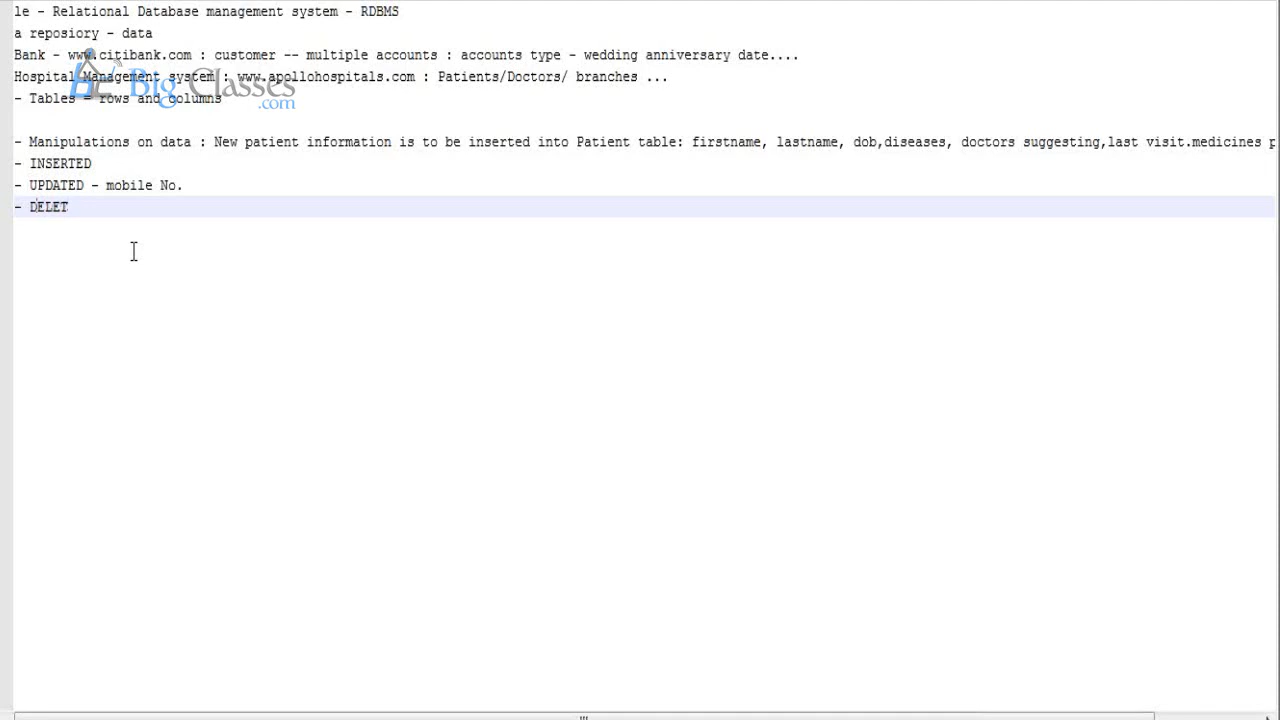 le - Relational Database management system - RDBMS
a reposiory - data
Bank - www.citibank.com : customer -- multiple accounts : accounts type - wedding anniversary date....
Hospital Management system : www.apollohospitals.com : Patients/Doctors/ branches ...
Big Classes
.com
- Tables = rows and columns
- Manipulations on data : New patient information is to be inserted into Patient table: firstname, lastname, dob,diseases, doctors suggesting,last visit.medicines p
- INSERTED
- UPDATED - mobile No.
- DELET